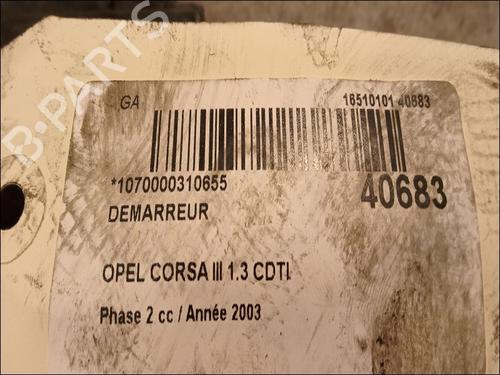 B-PARTS
GA 16510101 40683
*1070000310655 40683
DEMARREUR
OPEL CORSA III 1.3 CDTI
Phase 2 cc / Année 2003